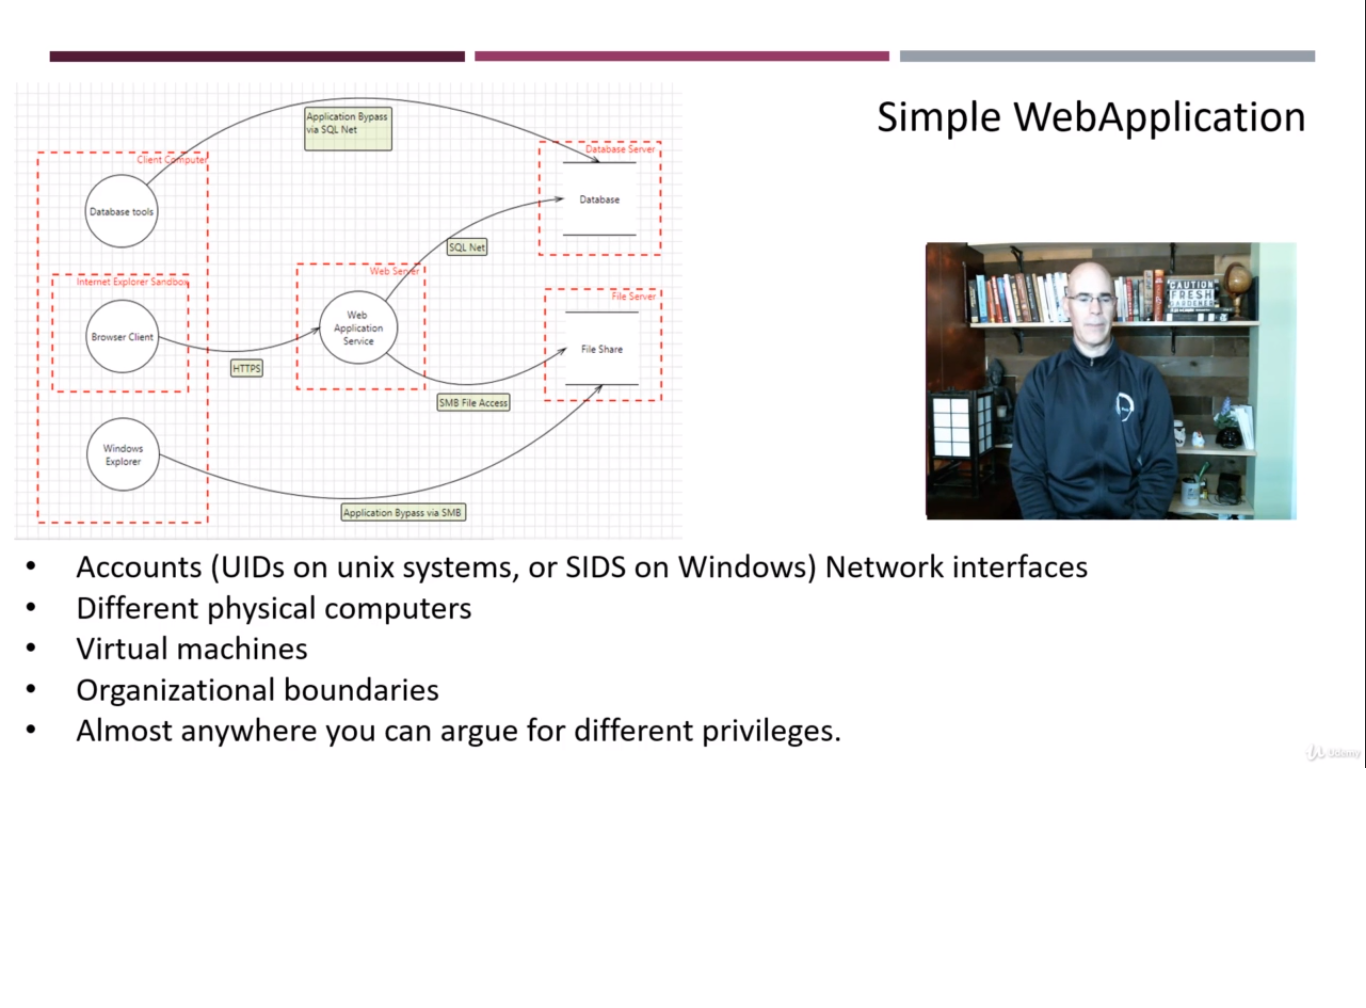 Simple WebApplication
Application Bypass
via SQL Net
Client Computer
Database Server
Database tools
Database
SQL Net
Web Server
Internet Explorer Sandbox
File Server
Web
Application
Service
Browser Client
File Share
HTTPS
SMB File Access
Windows
Explorer
Application Bypass via SMB
CAUTION
FRESH
• Accounts (UIDs on unix systems, or SIDS on Windows) Network interfaces
• Different physical computers
• Virtual machines
• Organizational boundaries
• Almost anywhere you can argue for different privileges.
Udemy